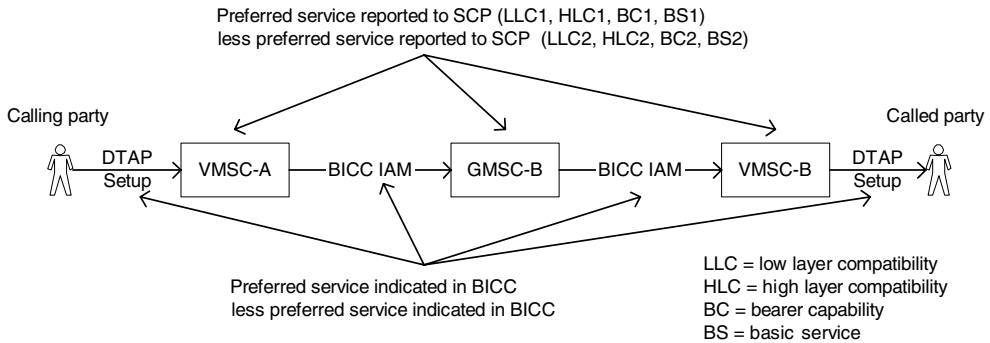 Preferred service reported to SCP (LLC1, HLC1, BC1, BS1)
less preferred service reported to SCP (LLC2, HLC2, BC2, BS2)
Calling party
Called party
DTAP
Setup
VMSC-A
BICC IAM
GMSC-B
BICC IAM
VMSC-B
DTAP
Setup
Preferred service indicated in BICC
less preferred service indicated in BICC
LLC = low layer compatibility
HLC = high layer compatibility
BC = bearer capability
BS = basic service